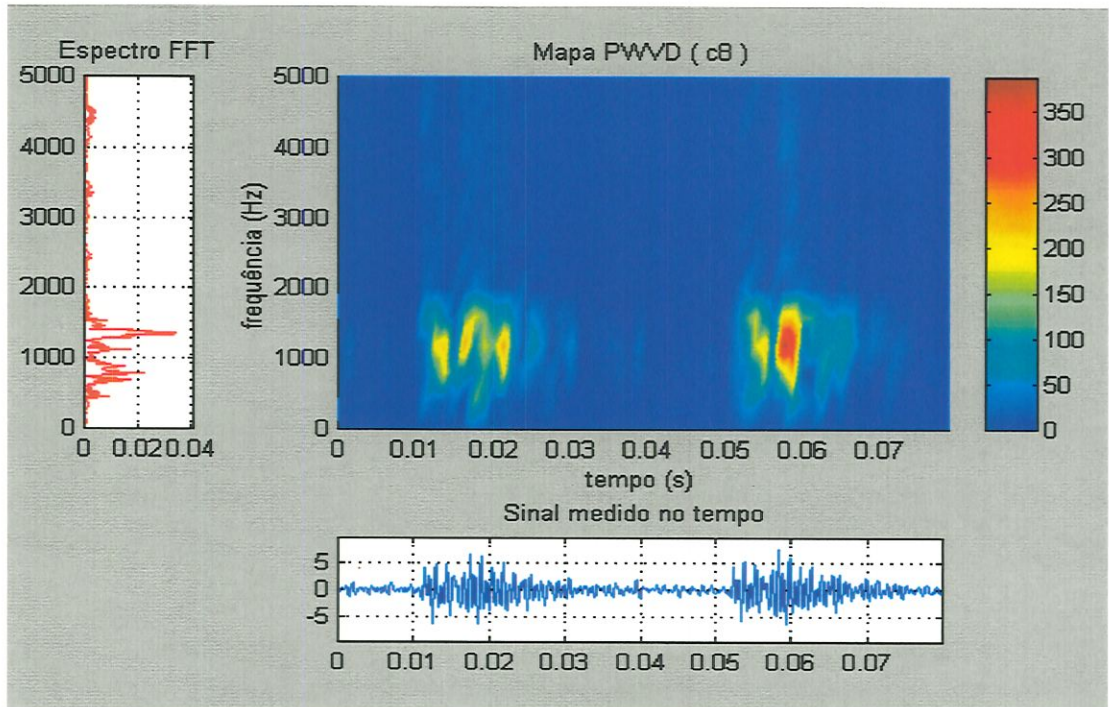 Espectro FFT
5000
4000
3000
2000
1000
0
0 0.02 0.04
Mapa PWVD ( c8 )
frequência (Hz)
5000
4000
3000
2000
1000
0
0 0.01 0.02 0.03 0.04 0.05 0.06 0.07
tempo (s)
350
300
250
200
150
100
50
0
Sinal medido no tempo
5
0
-5
0 0.01 0.02 0.03 0.04 0.05 0.06 0.07